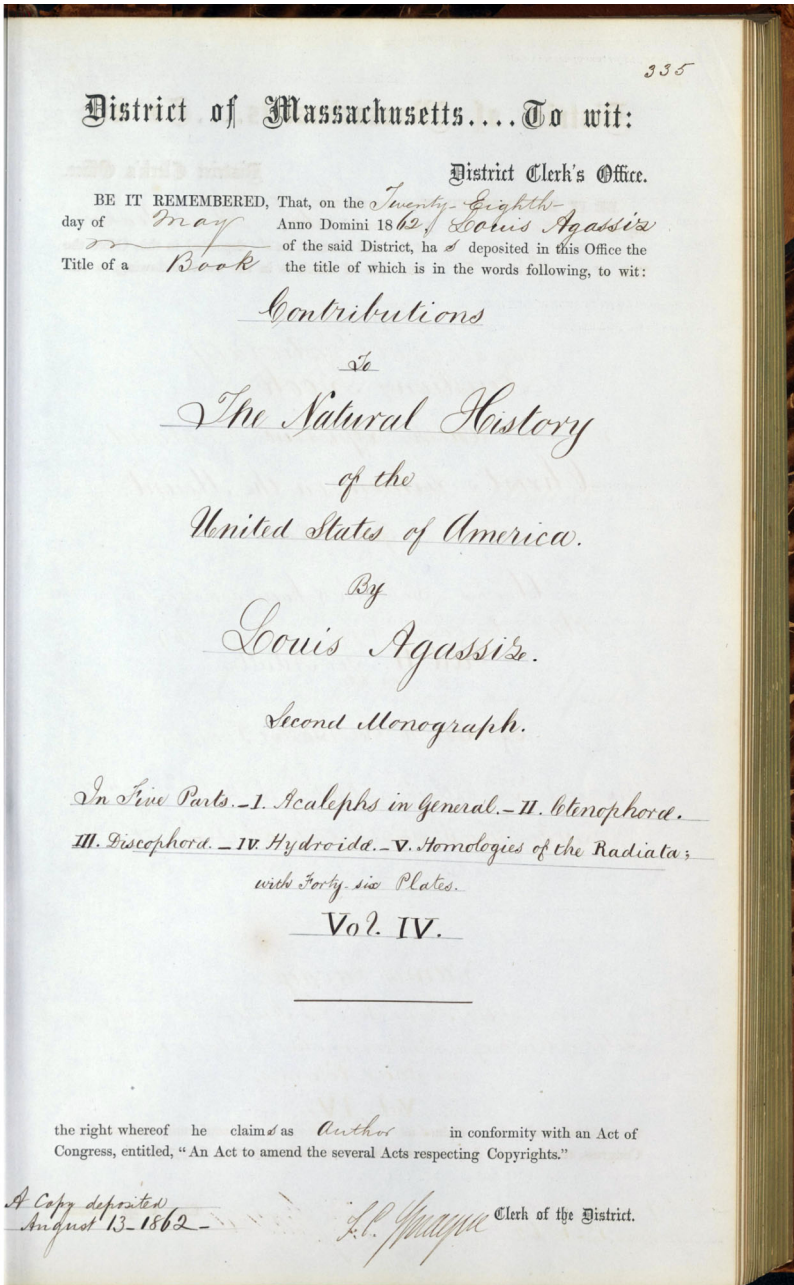 335
District of Massachusetts....To wit:
District Clerk's Office.
BE IT REMEMBERED, That, on the Twenty-Eighth
day of May Anno Domini 1862, Louis Agassiz
of the said District, has deposited in this Office the
Title of a Book the title of which is in the words following, to wit:
Contributions
To
The Natural History
of the
United States of America.
By
Louis Agassiz.
Second Monograph.
In Five Parts.—I. Acalephs in General.—II. Ctenophoræ.
III. Discophoræ.—IV. Hydroidæ.—V. Homologies of the Radiata;
with Forty-six Plates.
Vol. IV.
the right whereof he claims as Author in conformity with an Act of
Congress, entitled, "An Act to amend the several Acts respecting Copyrights."
A Copy deposited
August 13-1862-
Clerk of the District.